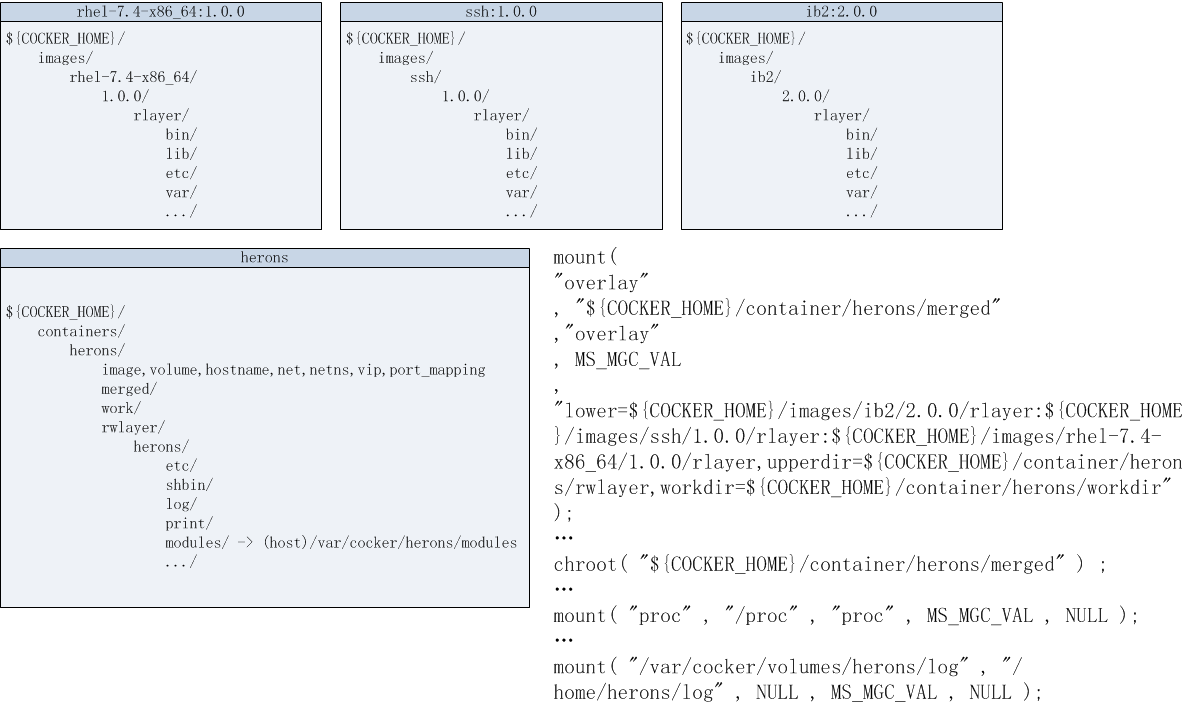 rhel-7.4-x86_64:1.0.0
${COCKER_HOME}/
images/
rhel-7.4-x86_64/
1.0.0/
rlayer/
bin/
lib/
etc/
var/
.../
ssh:1.0.0
${COCKER_HOME}/
images/
ssh/
1.0.0/
rlayer/
bin/
lib/
etc/
var/
.../
ib2:2.0.0
${COCKER_HOME}/
images/
ib2/
2.0.0/
rlayer/
bin/
lib/
etc/
var/
.../
herons
${COCKER_HOME}/
containers/
herons/
image,volume,hostname,net,netns,vip,port_mapping
merged/
work/
rwlayer/
herons/
etc/
shbin/
log/
print/
modules/ -> (host)/var/cocker/herons/modules
.../
mount(
"overlay"
, "${COCKER_HOME}/container/herons/merged"
,"overlay"
, MS_MGC_VAL
,
"lower=${COCKER_HOME}/images/ib2/2.0.0/rlayer:${COCKER_HOME
}/images/ssh/1.0.0/rlayer:${COCKER_HOME}/images/rhel-7.4-
x86_64/1.0.0/rlayer,upperdir=${COCKER_HOME}/container/heron
s/rwlayer,workdir=${COCKER_HOME}/container/herons/workdir"
);
…
chroot( "${COCKER_HOME}/container/herons/merged" ) ;
…
mount( "proc" , "/proc" , "proc" , MS_MGC_VAL , NULL );
…
mount( "/var/cocker/volumes/herons/log" , "/
home/herons/log" , NULL , MS_MGC_VAL , NULL );